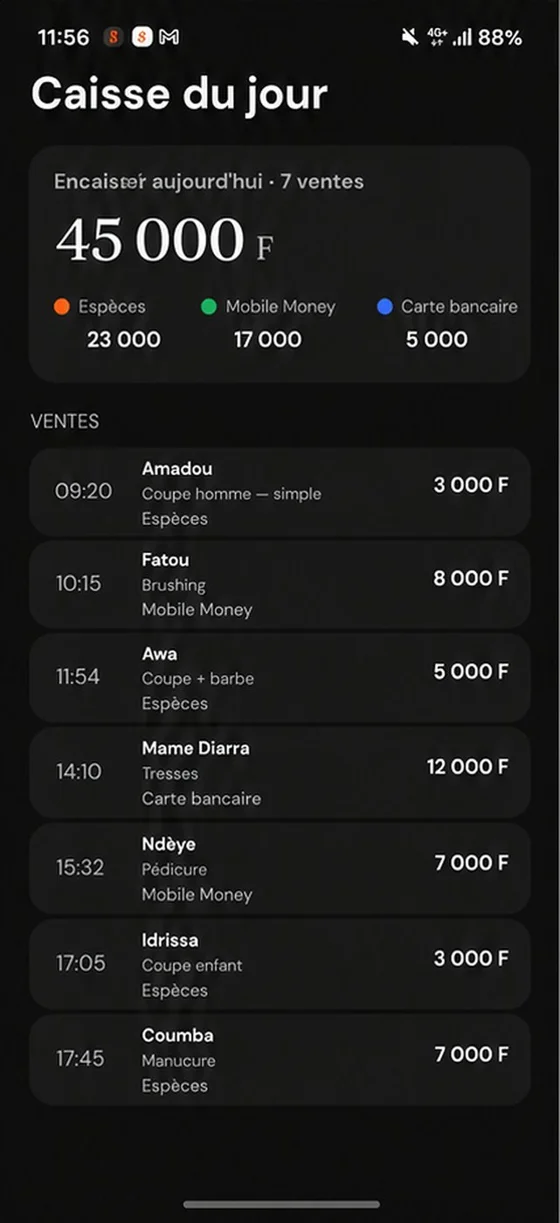 11:56 4G+ 88%
Caisse du jour
aujourd'hui · 7 ventes
45 000 F
Espèces Mobile Money Carte bancaire
23 000 17 000 5 000
VENTES
09:20 Amadou
Coupe homme — simple 3 000 F
Espèces
10:15 Fatou
Brushing 8 000 F
Mobile Money
11:54 Awa
Coupe + barbe 5 000 F
Espèces
14:10 Mame Diarra
Tresses 12 000 F
Carte bancaire
15:32 Ndèye
Pédicure 7 000 F
Mobile Money
17:05 Idrissa
Coupe enfant 3 000 F
Espèces
17:45 Coumba
Manucure 7 000 F
Espèces